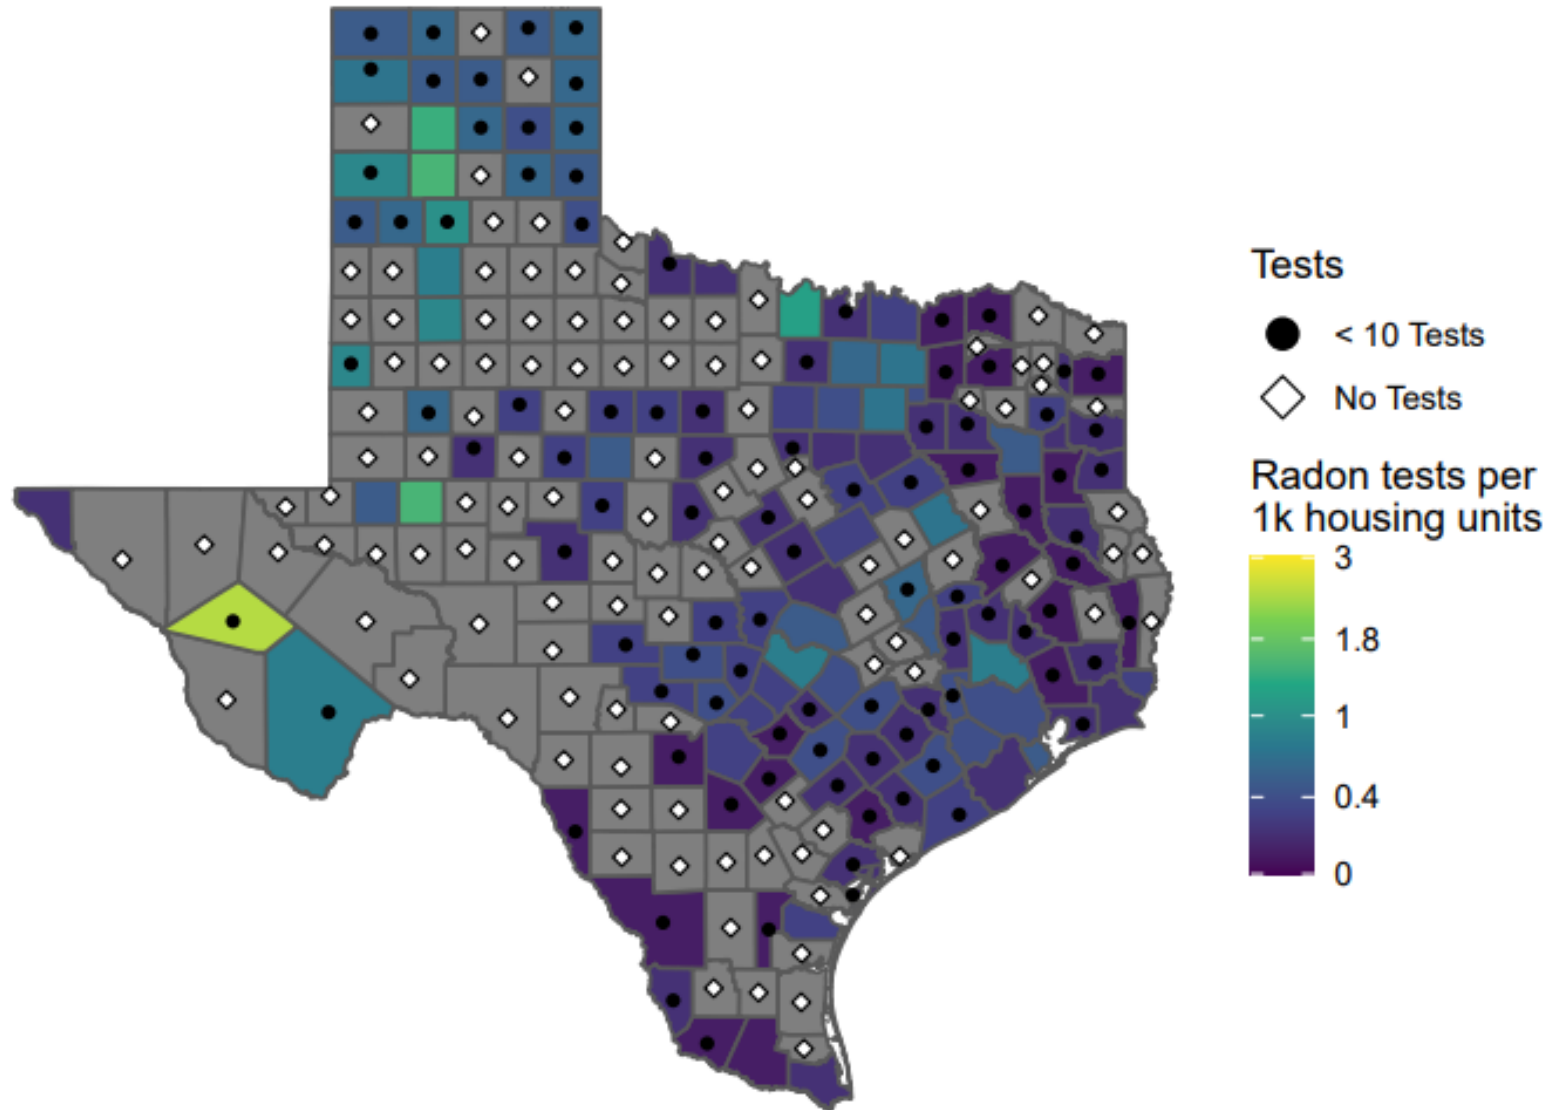 Tests
< 10 Tests
No Tests
Radon tests per
1k housing units
3
1.8
1
0.4
0